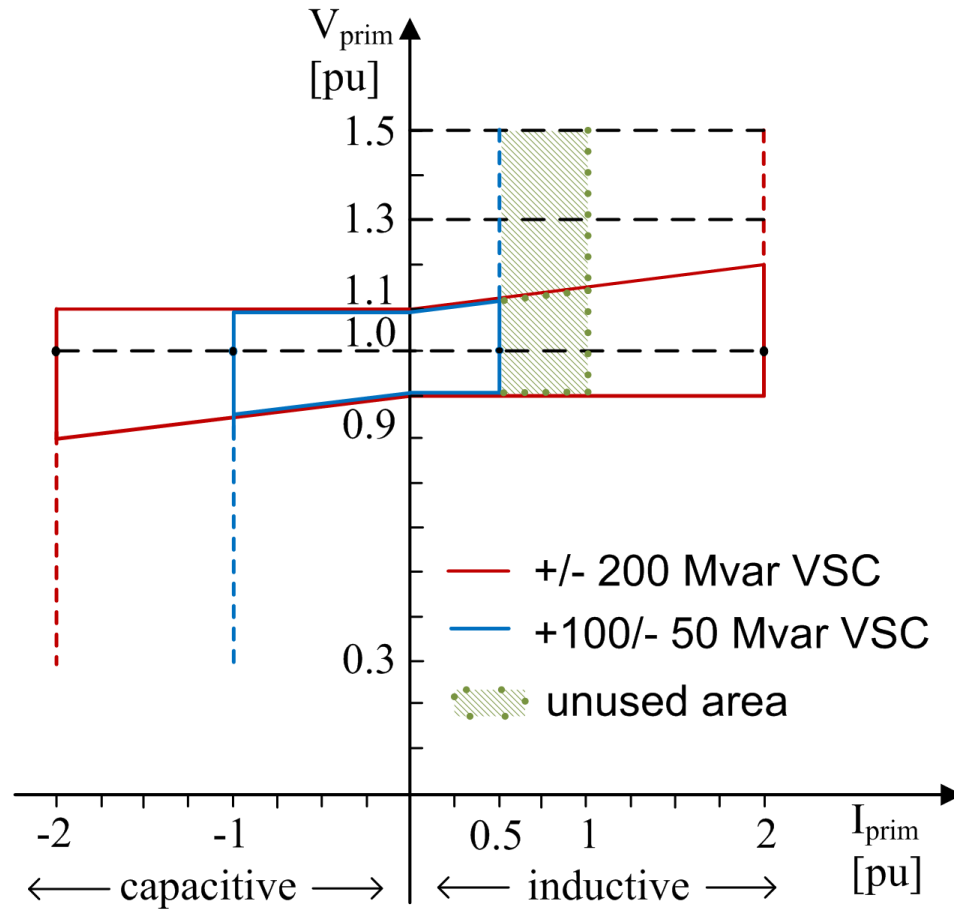 V_prim
[pu]
1.5
1.3
1.1
1.0
0.9
0.3
+/- 200 Mvar VSC
+100/- 50 Mvar VSC
unused area
-2 -1 0.5 1 2 I_prim
[pu]
capacitive inductive